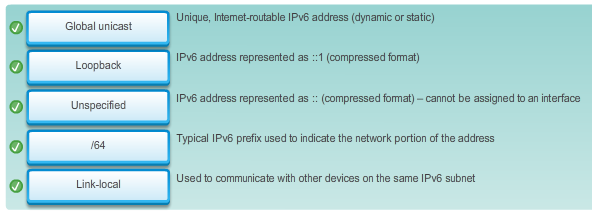 Global unicast
Unique, Internet-routable IPv6 address (dynamic or static)
Loopback
IPv6 address represented as ::1 (compressed format)
Unspecified
IPv6 address represented as :: (compressed format) – cannot be assigned to an interface
/64
Typical IPv6 prefix used to indicate the network portion of the address
Link-local
Used to communicate with other devices on the same IPv6 subnet